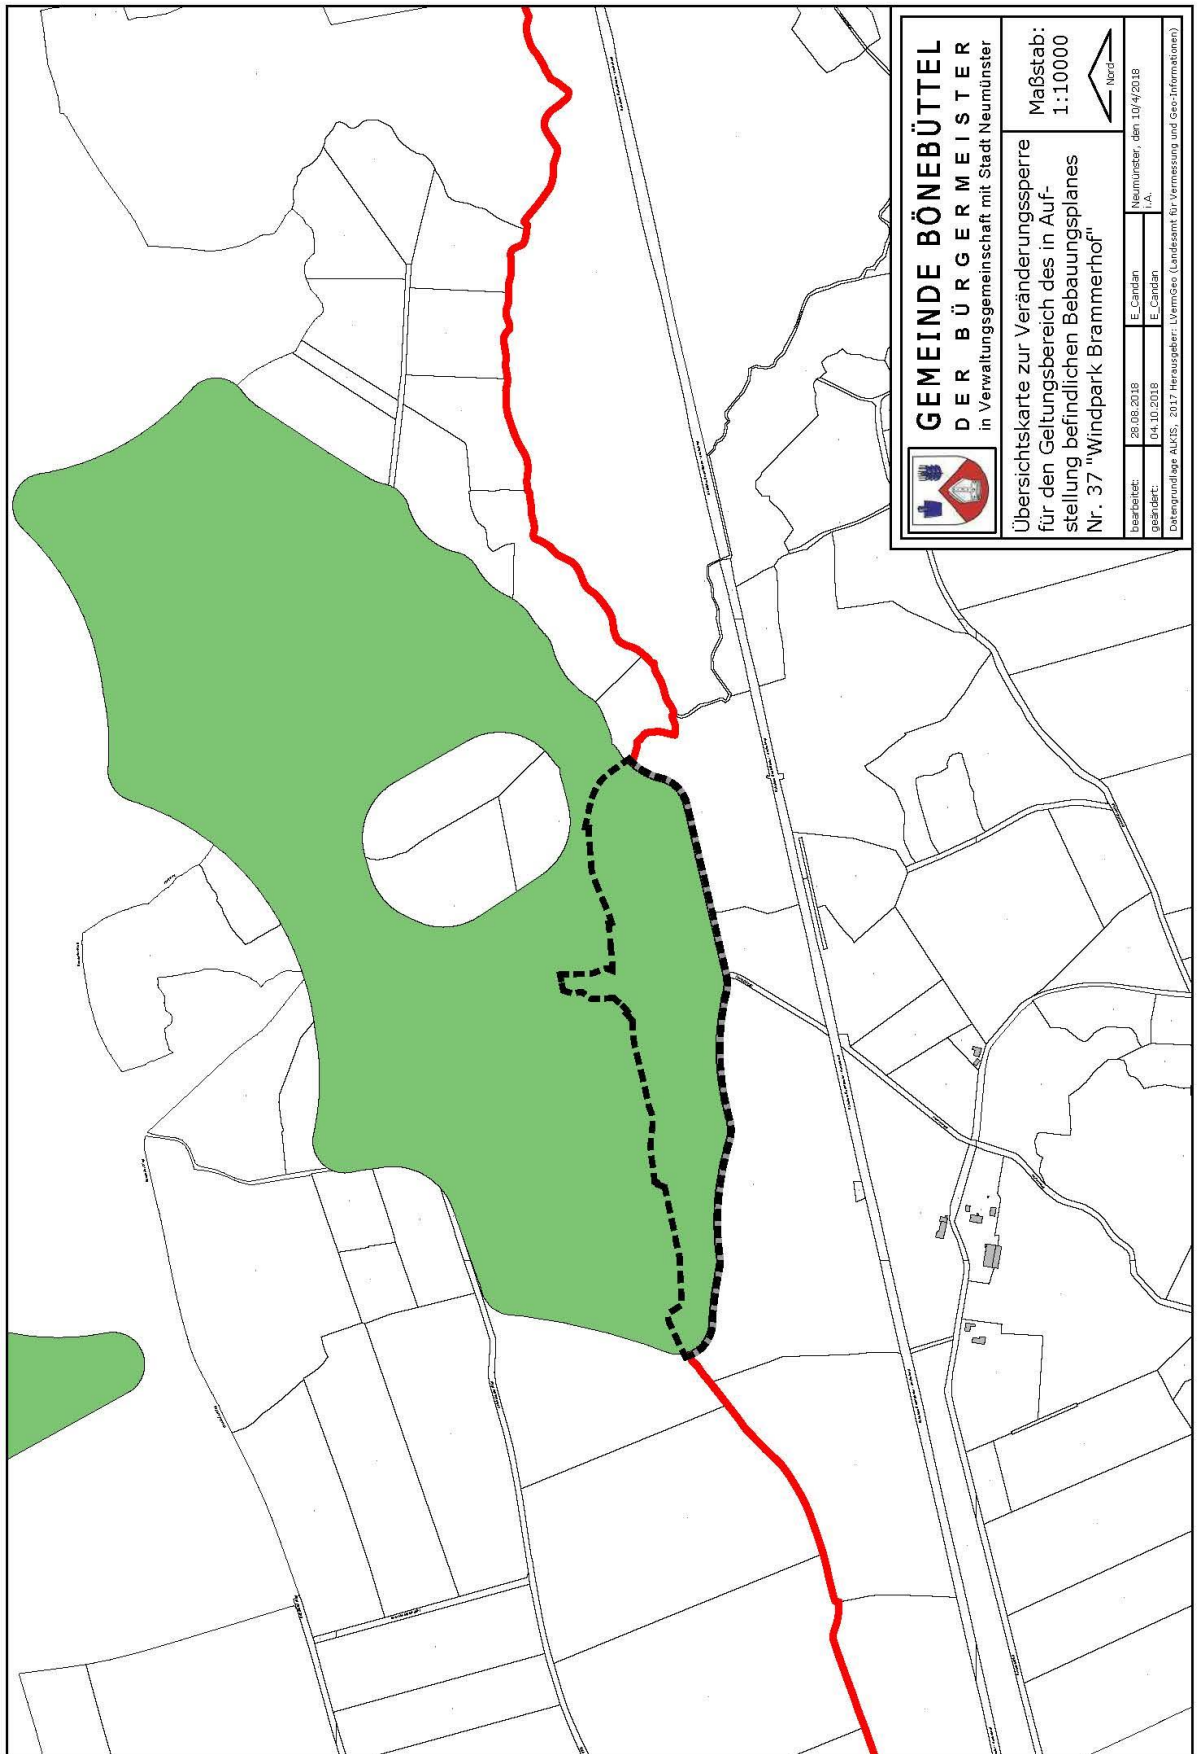 GEMEINDE BÖNEBÜTTEL
DER BÜRGERMEISTER
in Verwaltungsgemeinschaft mit Stadt Neumünster
Übersichtskarte zur Veränderungssperre
für den Geltungsbereich des in Auf-
stellung befindlichen Bebauungsplanes
Nr. 37 "Windpark Brammerhof"
Maßstab:
1:10000
Nord
bearbeitet: 28.08.2018 E_Candan
geändert: 04.10.2018 E_Candan
Neumünster, den 10/4/2018
i.A.
Datengrundlage ALKIS, 2017 Herausgeber: LVermGeo (Landesamt für Vermessung und Geo-Informationen)